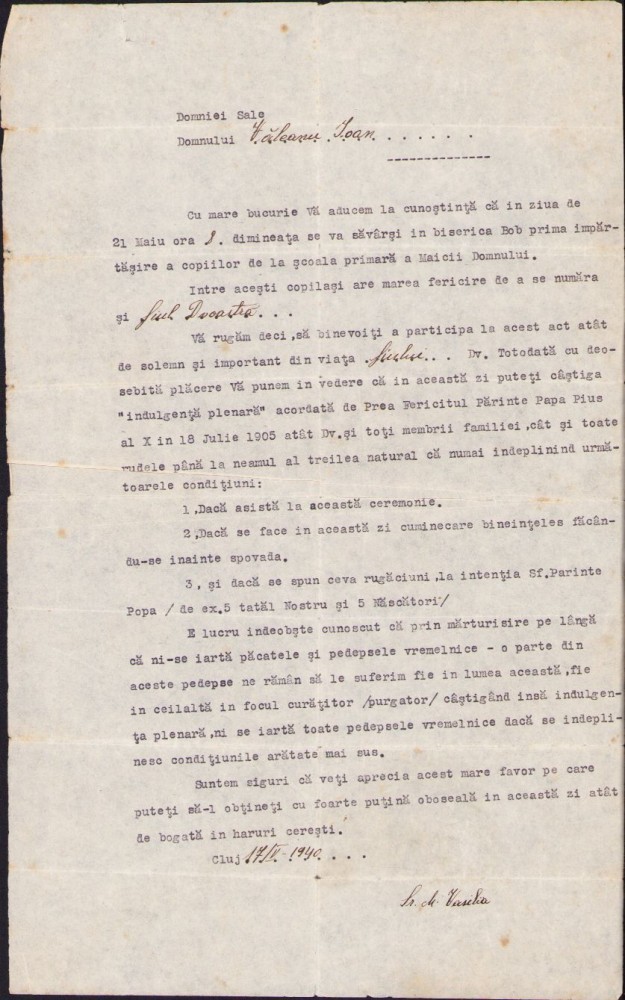 Domniei Sale
Domnului Văleanu Ioan . . . . . .
--------------
Cu mare bucurie Vă aducem la cunoştinţă că in ziua de
21 Maiu ora 8. dimineaţa se va săvârşi in biserica Bob prima impăr-
tăşire a copiilor de la şcoala primară a Maicii Domnului.
Intre aceşti copilaşi are marea fericire de a se număra
şi fiul Dvoastra. . .
Vă rugăm deci,să binevoiţi a participa la acest act atât
de solemn şi important din viaţa .fiului. . . Dv. Totodată cu deo-
sebită plăcere Vă punem in vedere că in această zi puteţi câştiga
"indulgenţă plenară" acordată de Prea Fericitul Părinte Papa Pius
al X in 18 Julie 1905 atât Dv.şi toţi membrii familiei,cât şi toate
rudele până la neamul al treilea natural că numai indeplinind urmă-
toarele condiţiuni:
1,Dacă asistă la această ceremonie.
2,Dacă se face in această zi cuminecare bineinţeles făcân-
du-se inainte spovada.
3, şi dacă se spun ceva rugăciuni,la intenţia Sf.Parinte
Popa / de ex.5 tatăl Nostru şi 5 Născători/
E lucru indeobşte cunoscut că prin mărturisire pe lângă
că ni-se iartă păcatele şi pedepsele vremelnice - o parte din
aceste pedepse ne rămân să le suferim fie in lumea această,fie
in ceilaltă in focul curăţitor /purgator/ câştigând insă indulgen-
ţa plenară,ni se iartă toate pedepsele vremelnice dacă se indepli-
nesc condiţiunile arătate mai sus.
Suntem siguri că veţi aprecia acest mare favor pe care
puteţi să-l obţineţi cu foarte puţină oboseală in această zi atât
de bogată in haruri cereşti.
Cluj 17/V.-1940. . . .
Sr. M. Vasilia